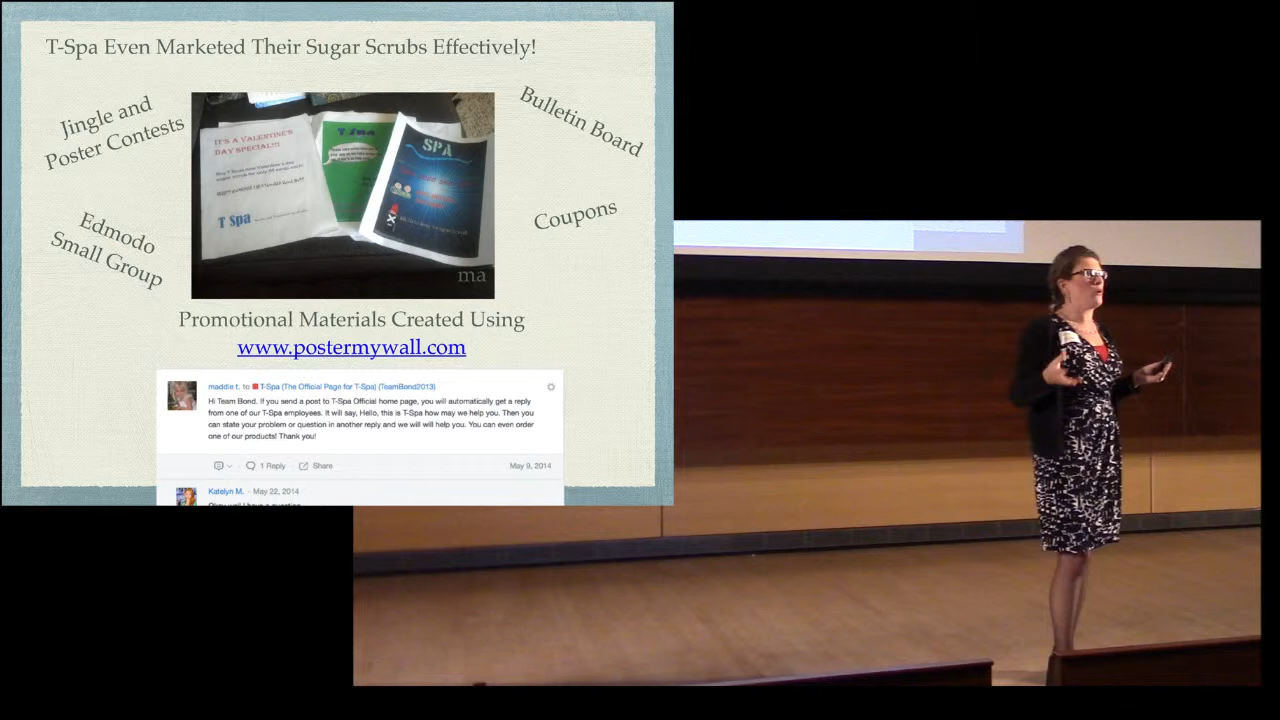 T-Spa Even Marketed Their Sugar Scrubs Effectively!
Jingle and
Poster Contests
Bulletin Board
Edmodo
Small Group
Coupons
IT'S A VALENTINE'S
DAY SPECIAL!!!
T Spa
T Spa
SPA
ma
Promotional Materials Created Using
www.postermywall.com
maddie t. to T-Spa (The Official Page for T-Spa) (TeamBond2013)
Hi Team Bond. If you send a post to T-Spa Official home page, you will automatically get a reply
from one of our T-Spa employees. It will say, Hello, this is T-Spa how may we help you. Then you
can state your problem or question in another reply and we will will help you. You can even order
one of our products! Thank you!
1 Reply Share May 9, 2014
Katelyn M. - May 22, 2014